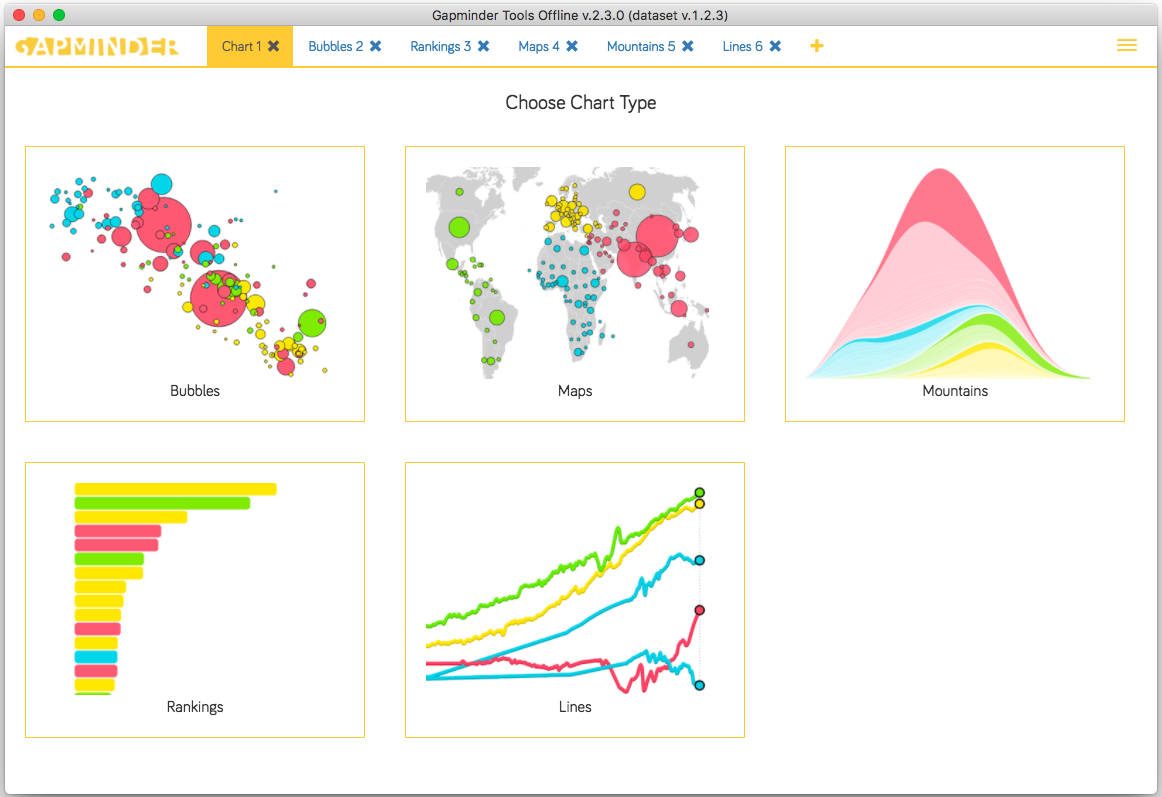 Gapminder Tools Offline v.2.3.0 (dataset v.1.2.3)
GAPMINDER Chart 1 Bubbles 2 Rankings 3 Maps 4 Mountains 5 Lines 6
Choose Chart Type
Bubbles Maps Mountains
Rankings Lines